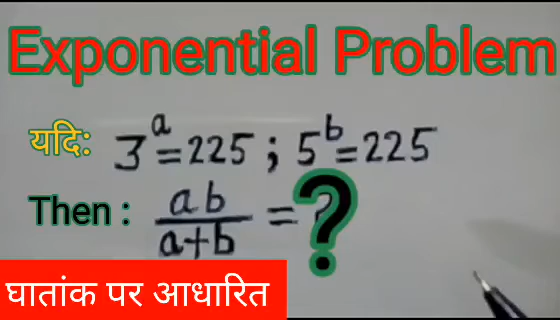 Exponential Problem
यदि: 3^a=225 ; 5^b=225
Then : ab/a+b = ?
घातांक पर आधारित